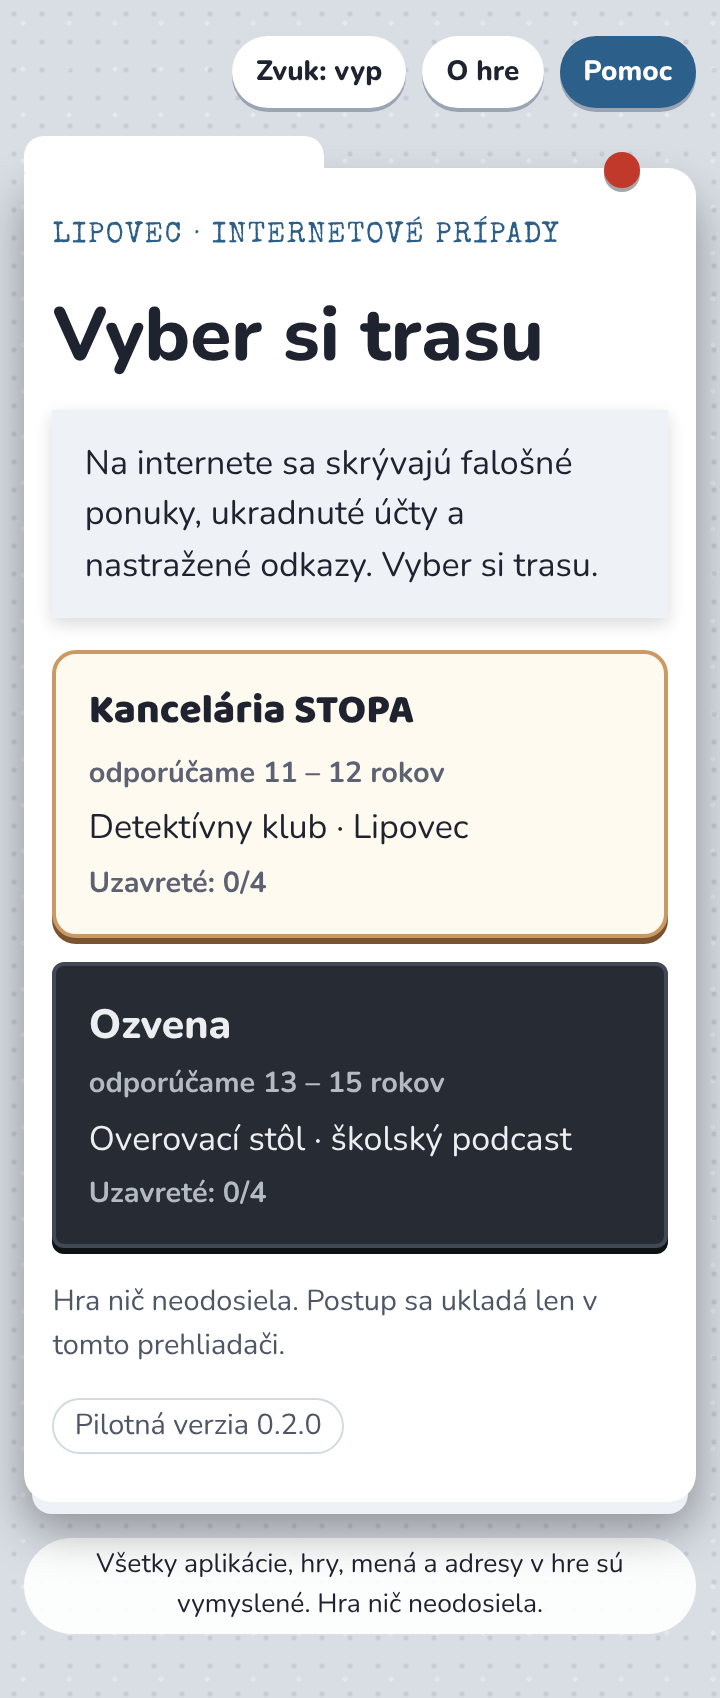 Zvuk: vyp
O hre
Pomoc
LIPOVEC · INTERNETOVÉ PRÍPADY
Vyber si trasu
Na internete sa skrývajú falošné
ponuky, ukradnuté účty a
nastražené odkazy. Vyber si trasu.
Kancelária STOPA
odporúčame 11 – 12 rokov
Detektívny klub · Lipovec
Uzavreté: 0/4
Ozvena
odporúčame 13 – 15 rokov
Overovací stôl · školský podcast
Uzavreté: 0/4
Hra nič neodosiela. Postup sa ukladá len v
tomto prehliadači.
Pilotná verzia 0.2.0
Všetky aplikácie, hry, mená a adresy v hre sú
vymyslené. Hra nič neodosiela.